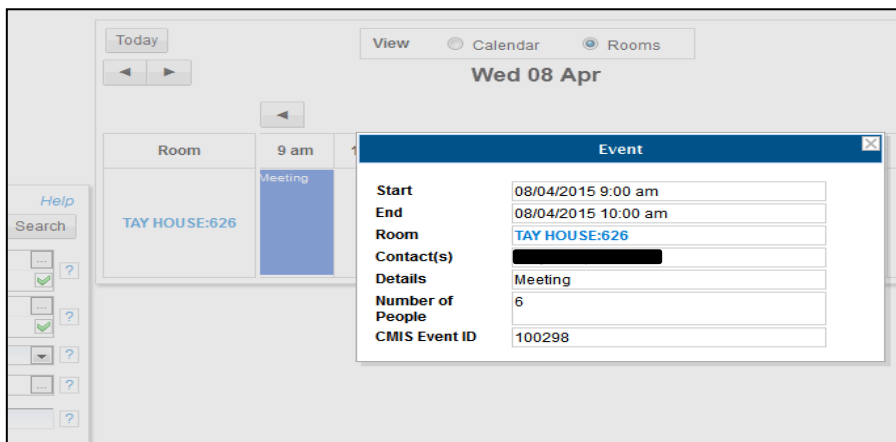 Today
View Calendar Rooms
◄ ►
Wed 08 Apr
◄
Room 9 am 1
Meeting
TAY HOUSE:626
Help
Search
...
?
...
?
?
... ?
?
Event
Start 08/04/2015 9:00 am
End 08/04/2015 10:00 am
Room TAY HOUSE:626
Contact(s)
Details Meeting
Number of
People 6
CMIS Event ID 100298